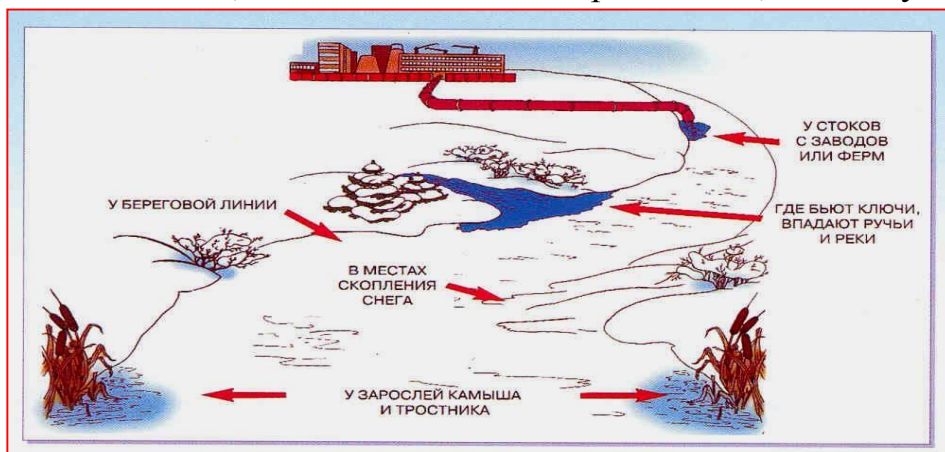 У СТОКОВ
С ЗАВОДОВ
ИЛИ ФЕРМ
У БЕРЕГОВОЙ ЛИНИИ
ГДЕ БЬЮТ КЛЮЧИ,
ВПАДАЮТ РУЧЬИ
И РЕКИ
В МЕСТАХ
СКОПЛЕНИЯ
СНЕГА
У ЗАРОСЛЕЙ КАМЫША
И ТРОСТНИКА